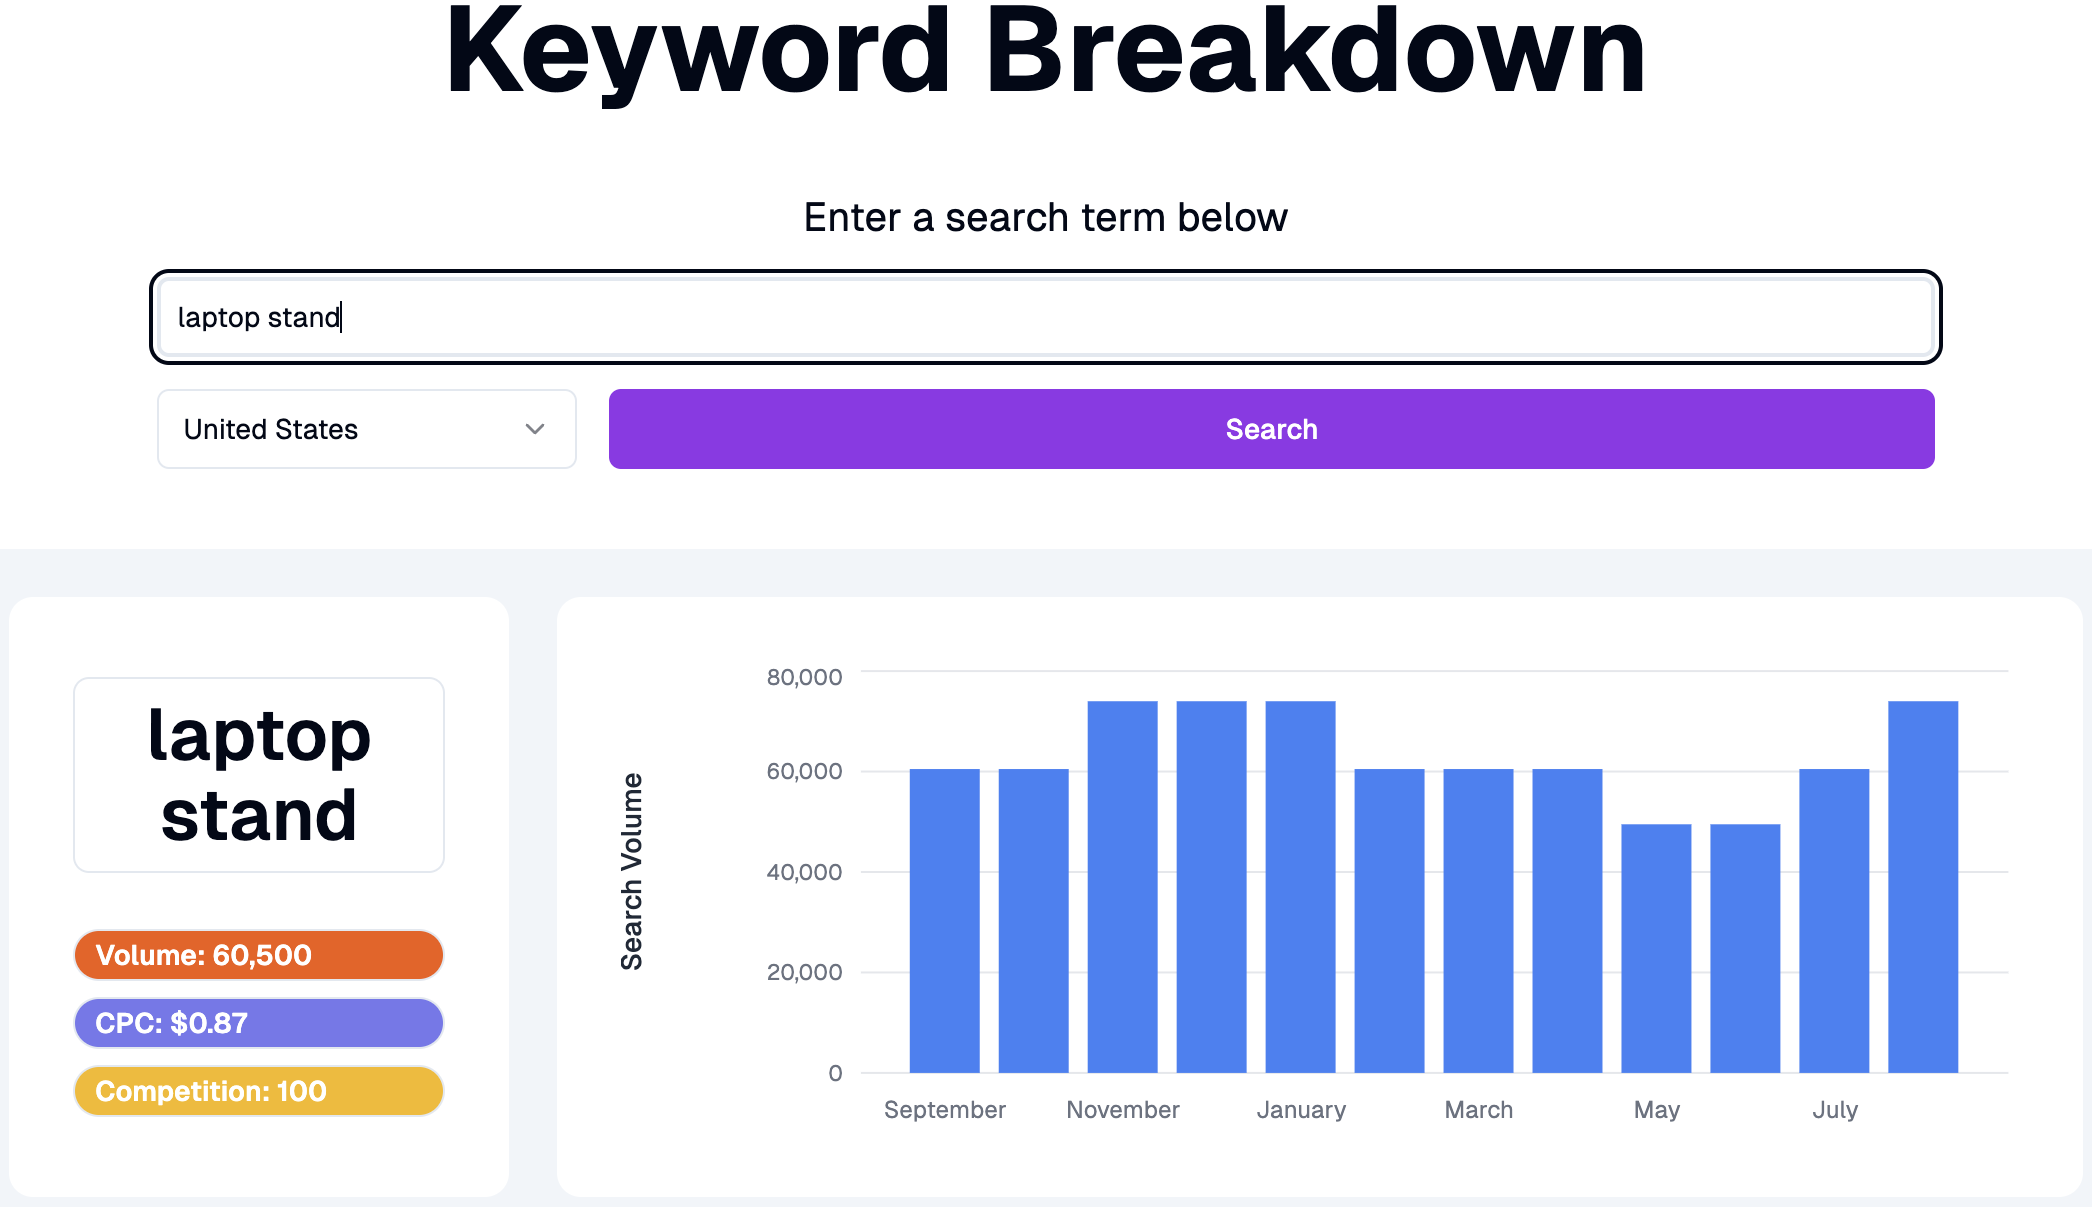 Keyword Breakdown
Enter a search term below
laptop stand
United States
Search
laptop
stand
Volume: 60,500
CPC: $0.87
Competition: 100
Search Volume
80,000
60,000
40,000
20,000
0
September
November
January
March
May
July